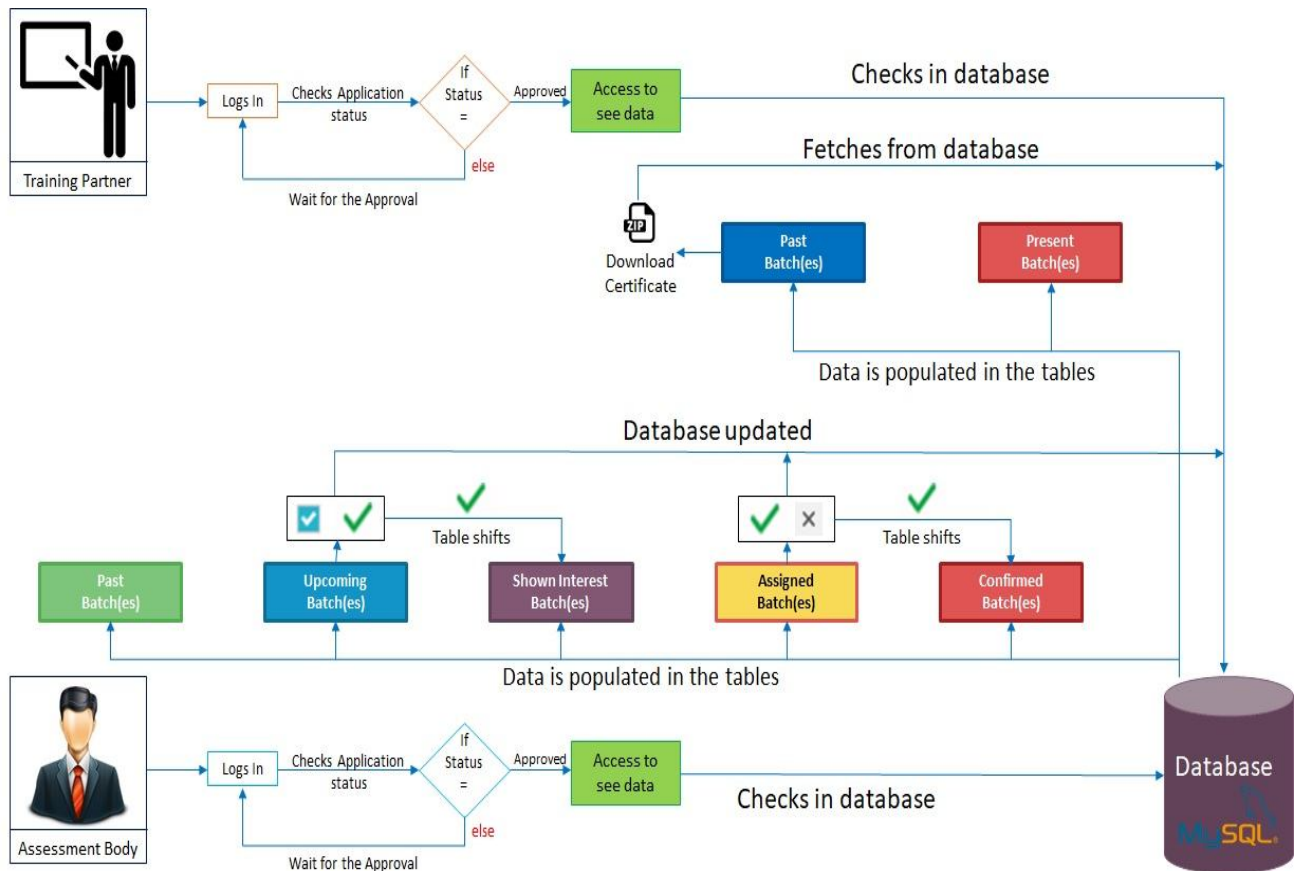 Training Partner
Logs In
Checks Application
status
If
Status
=
Approved
else
Wait for the Approval
Access to
see data
Checks in database
Fetches from database
ZIP
Download
Certificate
Past
Batch(es)
Present
Batch(es)
Data is populated in the tables
Database updated
Table shifts
Table shifts
Past
Batch(es)
Upcoming
Batch(es)
Shown Interest
Batch(es)
Assigned
Batch(es)
Confirmed
Batch(es)
Data is populated in the tables
Assessment Body
Logs In
Checks Application
status
If
Status
=
Approved
else
Wait for the Approval
Access to
see data
Checks in database
Database
MySQL®